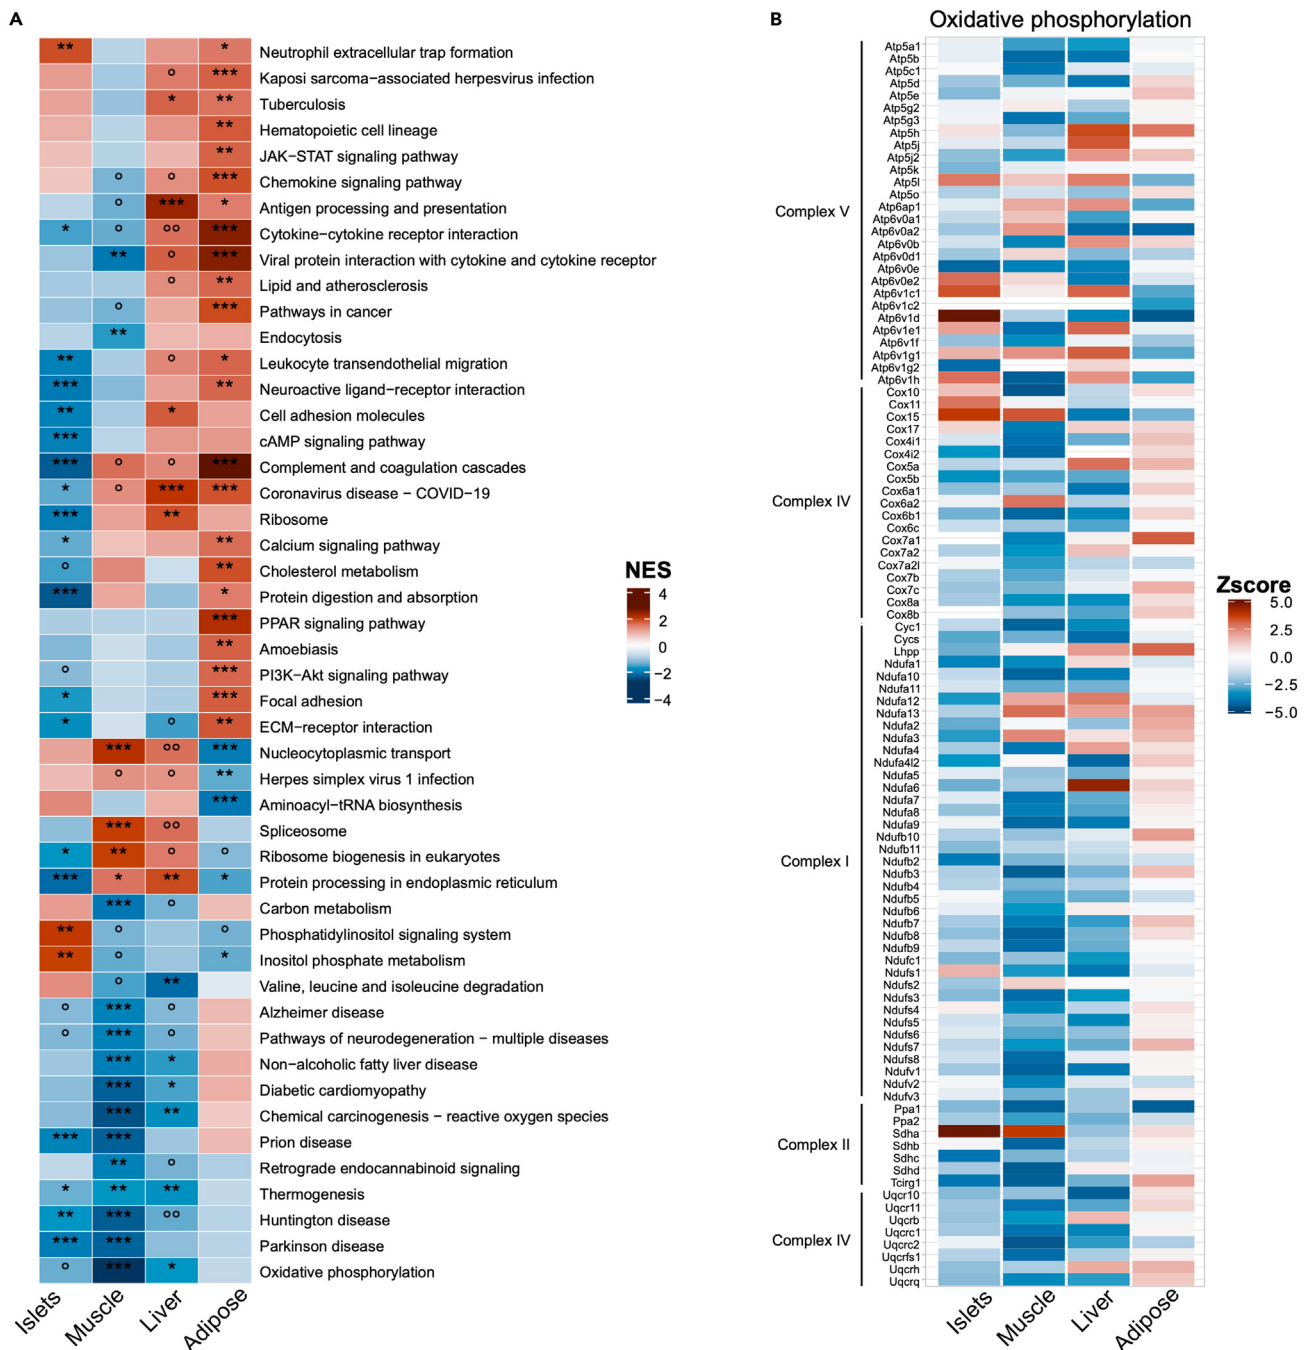 A
** * Neutrophil extracellular trap formation
° *** Kaposi sarcoma−associated herpesvirus infection
* ** Tuberculosis
** Hematopoietic cell lineage
** JAK−STAT signaling pathway
° ° *** Chemokine signaling pathway
° *** * Antigen processing and presentation
* ° °° *** Cytokine−cytokine receptor interaction
** ° *** Viral protein interaction with cytokine and cytokine receptor
° ** Lipid and atherosclerosis
° *** Pathways in cancer
** Endocytosis
** ° * Leukocyte transendothelial migration
*** ** Neuroactive ligand−receptor interaction
** * Cell adhesion molecules
*** cAMP signaling pathway
*** ° ° *** Complement and coagulation cascades
* ° *** *** Coronavirus disease − COVID−19
*** ** Ribosome
* ** Calcium signaling pathway
° ** Cholesterol metabolism
*** * Protein digestion and absorption
*** PPAR signaling pathway
** Amoebiasis
° *** PI3K−Akt signaling pathway
* *** Focal adhesion
* ° ** ECM−receptor interaction
*** °° *** Nucleocytoplasmic transport
° ° ** Herpes simplex virus 1 infection
*** Aminoacyl−tRNA biosynthesis
*** °° Spliceosome
* ** ° ° Ribosome biogenesis in eukaryotes
*** * ** * Protein processing in endoplasmic reticulum
*** ° Carbon metabolism
** ° ° Phosphatidylinositol signaling system
** ° * Inositol phosphate metabolism
° ** Valine, leucine and isoleucine degradation
° *** ° Alzheimer disease
° *** ° Pathways of neurodegeneration − multiple diseases
*** * Non−alcoholic fatty liver disease
*** * Diabetic cardiomyopathy
*** ** Chemical carcinogenesis − reactive oxygen species
*** *** Prion disease
** ° Retrograde endocannabinoid signaling
* ** ** Thermogenesis
** *** °° Huntington disease
*** *** Parkinson disease
° *** * Oxidative phosphorylation
Islets Muscle Liver Adipose
NES
4
2
0
−2
−4
B
Oxidative phosphorylation
Complex V
Atp5a1
Atp5b
Atp5c1
Atp5d
Atp5e
Atp5g2
Atp5g3
Atp5h
Atp5j
Atp5j2
Atp5k
Atp5l
Atp5o
Atp6ap1
Atp6v0a1
Atp6v0a2
Atp6v0b
Atp6v0d1
Atp6v0e
Atp6v0e2
Atp6v1c1
Atp6v1c2
Atp6v1d
Atp6v1e1
Atp6v1f
Atp6v1g1
Atp6v1g2
Atp6v1h
Complex IV
Cox10
Cox11
Cox15
Cox17
Cox4i1
Cox4i2
Cox5a
Cox5b
Cox6a1
Cox6a2
Cox6b1
Cox6c
Cox7a1
Cox7a2
Cox7a2l
Cox7b
Cox7c
Cox8a
Cox8b
Complex I
Cyc1
Cycs
Lhpp
Ndufa1
Ndufa10
Ndufa11
Ndufa12
Ndufa13
Ndufa2
Ndufa3
Ndufa4
Ndufa4l2
Ndufa5
Ndufa6
Ndufa7
Ndufa8
Ndufa9
Ndufb10
Ndufb11
Ndufb2
Ndufb3
Ndufb4
Ndufb5
Ndufb6
Ndufb7
Ndufb8
Ndufb9
Ndufc1
Ndufs1
Ndufs2
Ndufs3
Ndufs4
Ndufs5
Ndufs6
Ndufs7
Ndufs8
Ndufv1
Ndufv2
Ndufv3
Complex II
Ppa1
Ppa2
Sdha
Sdhb
Sdhc
Sdhd
Tcirg1
Complex IV
Uqcr10
Uqcr11
Uqcrb
Uqcrc1
Uqcrc2
Uqcrfs1
Uqcrh
Uqcrq
Islets Muscle Liver Adipose
Zscore
5.0
2.5
0.0
−2.5
−5.0